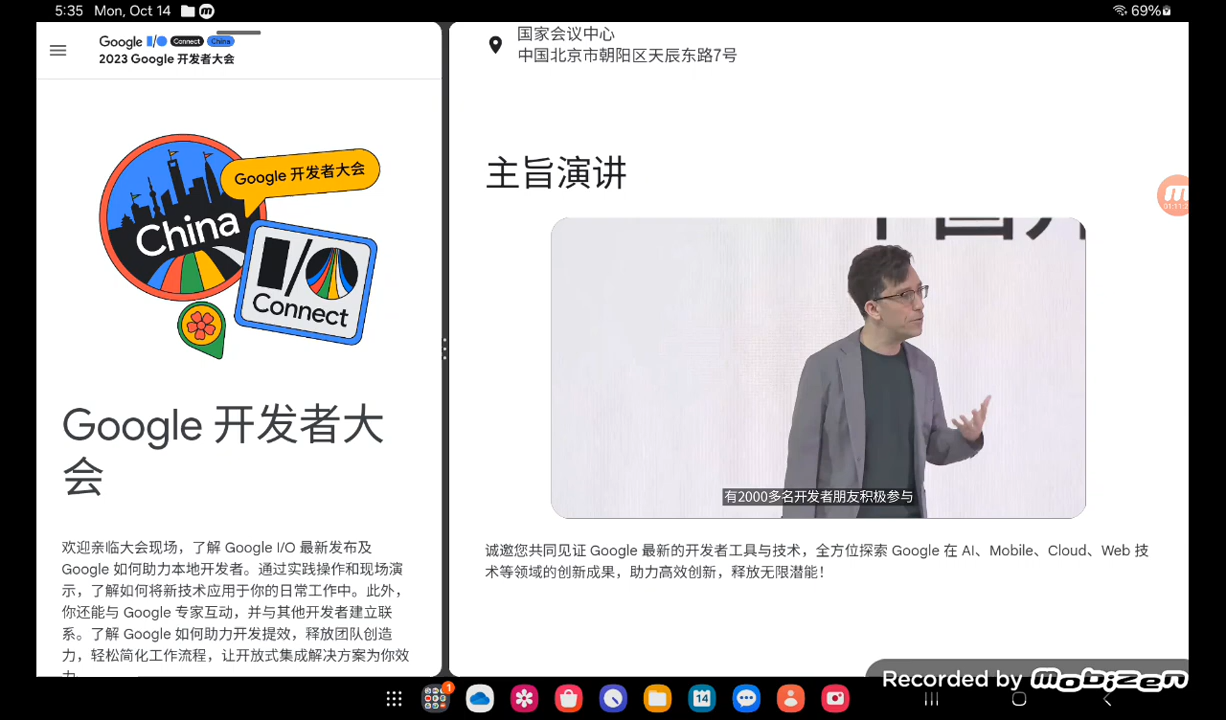 5:35 Mon, Oct 14
69%
Google I/O Connect China
2023 Google 开发者大会
Google 开发者大会
China
I/O
Connect
Google 开发者大
会
欢迎亲临大会现场，了解 Google I/O 最新发布及
Google 如何助力本地开发者。通过实践操作和现场演
示，了解如何将新技术应用于你的日常工作中。此外，
你还能与 Google 专家互动，并与其他开发者建立联
系。了解 Google 如何助力开发提效，释放团队创造
力，轻松简化工作流程，让开放式集成解决方案为你效
国家会议中心
中国北京市朝阳区天辰东路7号
主旨演讲
有2000多名开发者朋友积极参与
诚邀您共同见证 Google 最新的开发者工具与技术，全方位探索 Google 在 AI、Mobile、Cloud、Web 技
术等领域的创新成果，助力高效创新，释放无限潜能！
1
14
Recorded by mobizen